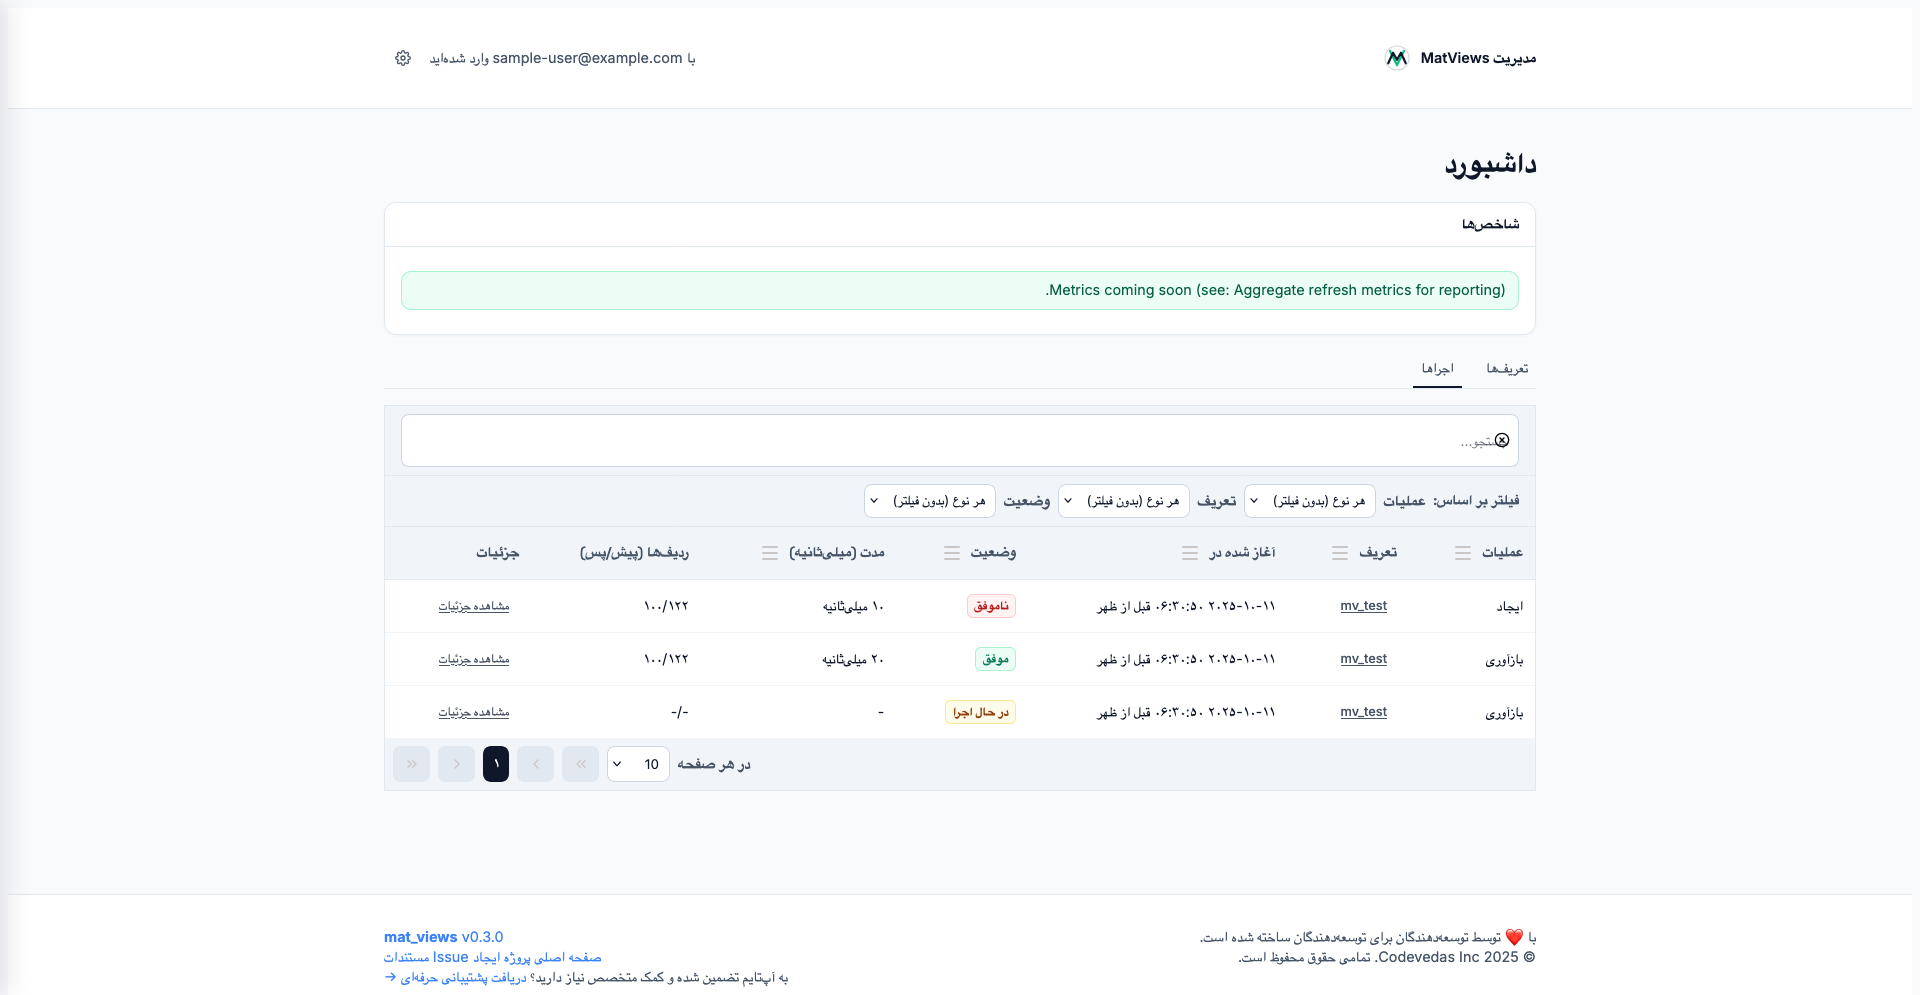 مدیریت MatViews
با sample-user@example.com وارد شده‌اید
داشبورد
شاخص‌ها
Metrics coming soon (see: Aggregate refresh metrics for reporting).
تعریف‌ها
اجراها
فیلتر بر اساس: عملیات هر نوع (بدون فیلتر) تعریف هر نوع (بدون فیلتر) وضعیت هر نوع (بدون فیلتر)
عملیات تعریف آغاز شده در وضعیت مدت (میلی‌ثانیه) ردیف‌ها (پیش/پس) جزئیات
ایجاد mv_test ۲۰۲۵-۱۰-۱۱ ۰۶:۳۰:۵۰ قبل از ظهر ناموفق ۱۰ میلی‌ثانیه ۱۰۰/۱۲۲ مشاهده جزئیات
بازآوری mv_test ۲۰۲۵-۱۰-۱۱ ۰۶:۳۰:۵۰ قبل از ظهر موفق ۲۰ میلی‌ثانیه ۱۰۰/۱۲۲ مشاهده جزئیات
بازآوری mv_test ۲۰۲۵-۱۰-۱۱ ۰۶:۳۰:۵۰ قبل از ظهر در حال اجرا - -/- مشاهده جزئیات
در هر صفحه 10 « ‹ ۱ › »
با ❤️ توسط توسعه‌دهندگان برای توسعه‌دهندگان ساخته شده است.
© 2025 Codevedas Inc. تمامی حقوق محفوظ است.
mat_views v0.3.0
صفحه اصلی پروژه ایجاد Issue مستندات
به آپ‌تایم تضمین شده و کمک متخصص نیاز دارید؟ دریافت پشتیبانی حرفه‌ای →